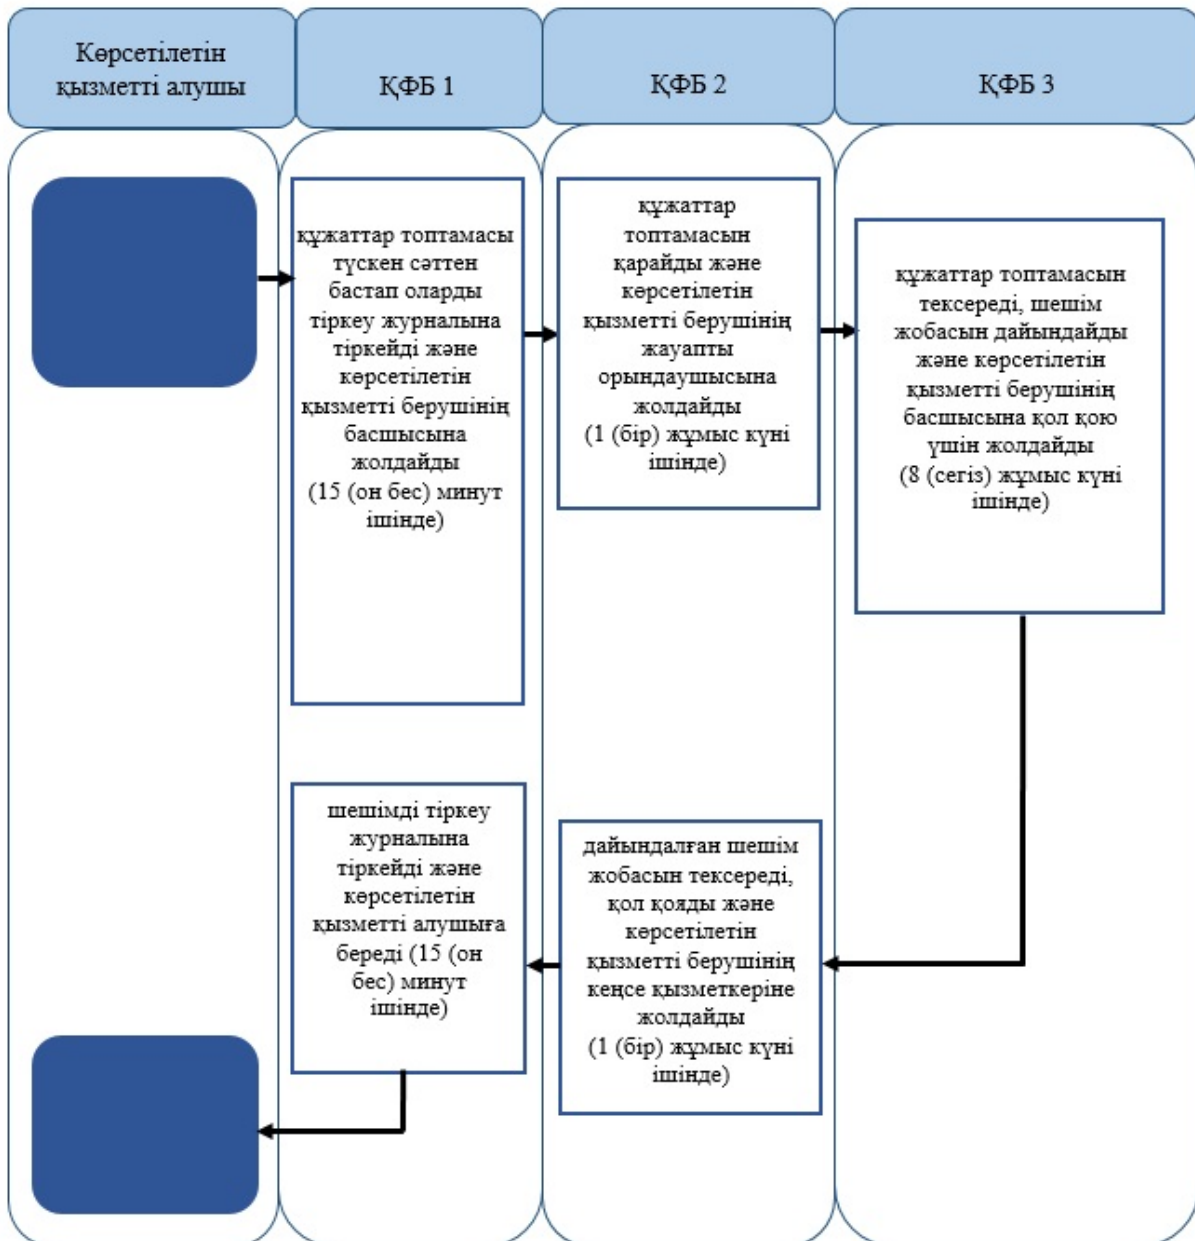 Көрсетілетін
қызметті алушы
ҚФБ 1
ҚФБ 2
ҚФБ 3
құжаттар топтамасы
түскен сәттен
бастап оларды
тіркеу журналына
тіркейді және
көрсетілетін
қызметті берушінің
басшысына
жолдайды
(15 (он бес) минут
ішінде)
құжаттар
топтамасын
қарайды және
көрсетілетін
қызметті берушінің
жауапты
орындаушысына
жолдайды
(1 (бір) жұмыс күні
ішінде)
құжаттар топтамасын
тексереді, шешім
жобасын дайындайды
және көрсетілетін
қызметті берушінің
басшысына қол қою
үшін жолдайды
(8 (сегіз) жұмыс күні
ішінде)
шешімді тіркеу
журналына
тіркейді және
көрсетілетін
қызметті алушыға
береді (15 (он
бес) минут
ішінде)
дайындалған шешім
жобасын тексереді,
қол қояды және
көрсетілетін
қызметті берушінің
кеңсе қызметкеріне
жолдайды
(1 (бір) жұмыс күні
ішінде)